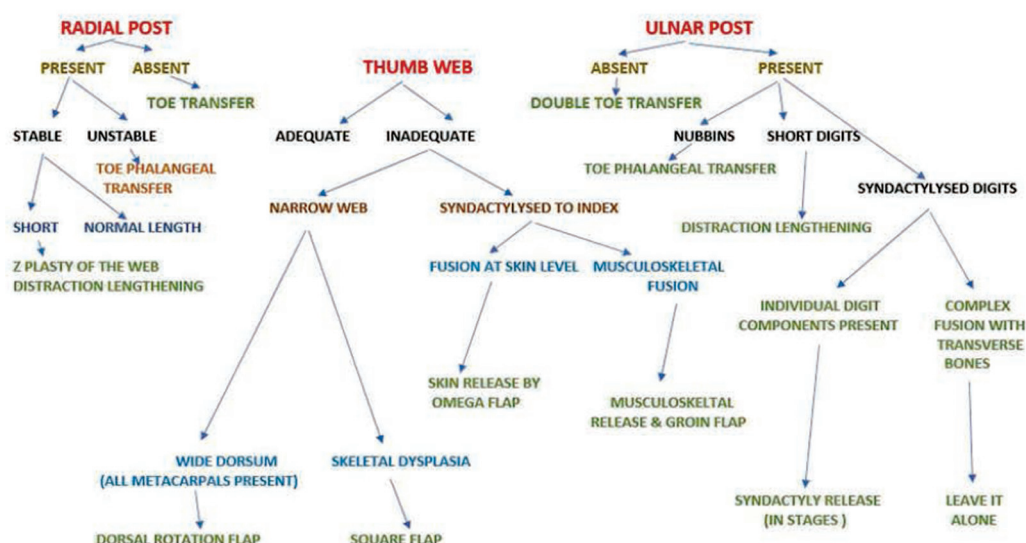 RADIAL POST
PRESENT
ABSENT
TOE TRANSFER
STABLE
UNSTABLE
TOE PHALANGEAL
TRANSFER
SHORT
NORMAL LENGTH
Z PLASTY OF THE WEB
DISTRACTION LENGTHENING
THUMB WEB
ADEQUATE
INADEQUATE
NARROW WEB
SYNDACTYLYSED TO INDEX
FUSION AT SKIN LEVEL
MUSCULOSKELETAL
FUSION
SKIN RELEASE BY
OMEGA FLAP
MUSCULOSKELTAL
RELEASE & GROIN FLAP
WIDE DORSUM
(ALL METACARPALS PRESENT)
SKELETAL DYSPLASIA
DORSAL ROTATION FLAP
SQUARE FLAP
ULNAR POST
ABSENT
PRESENT
DOUBLE TOE TRANSFER
NUBBINS
SHORT DIGITS
TOE PHALANGEAL TRANSFER
SYNDACTYLYSED DIGITS
DISTRACTION LENGTHENING
INDIVIDUAL DIGIT
COMPONENTS PRESENT
COMPLEX
FUSION WITH
TRANSVERSE
BONES
SYNDACTYLY RELEASE
(IN STAGES )
LEAVE IT
ALONE